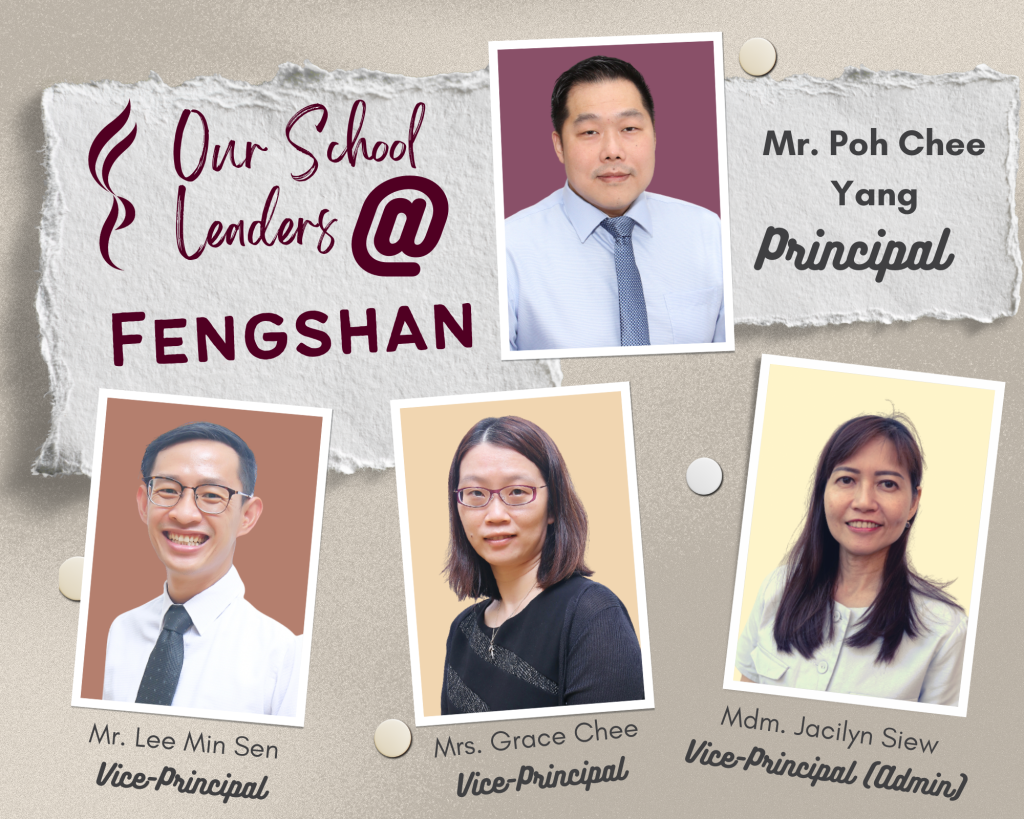 Our School
Leaders @
FENGSHAN
Mr. Poh Chee
Yang
Principal
Mr. Lee Min Sen
Vice-Principal
Mrs. Grace Chee
Vice-Principal
Mdm. Jacilyn Siew
Vice-Principal (Admin)